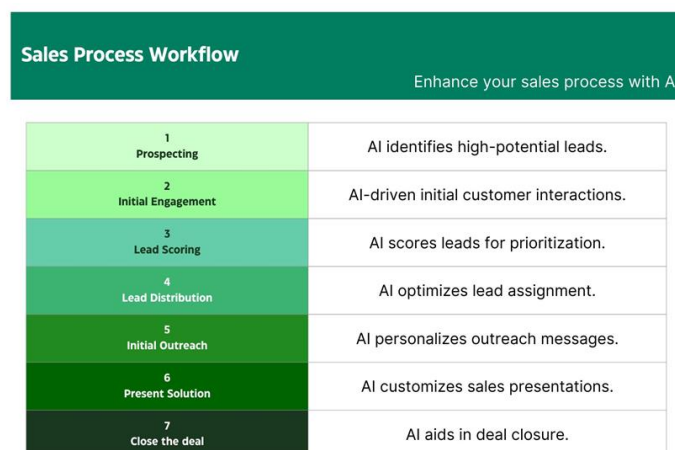 Sales Process Workflow
Enhance your sales process with A
1
Prospecting
AI identifies high-potential leads.
2
Initial Engagement
AI-driven initial customer interactions.
3
Lead Scoring
AI scores leads for prioritization.
4
Lead Distribution
AI optimizes lead assignment.
5
Initial Outreach
AI personalizes outreach messages.
6
Present Solution
AI customizes sales presentations.
7
Close the deal
AI aids in deal closure.